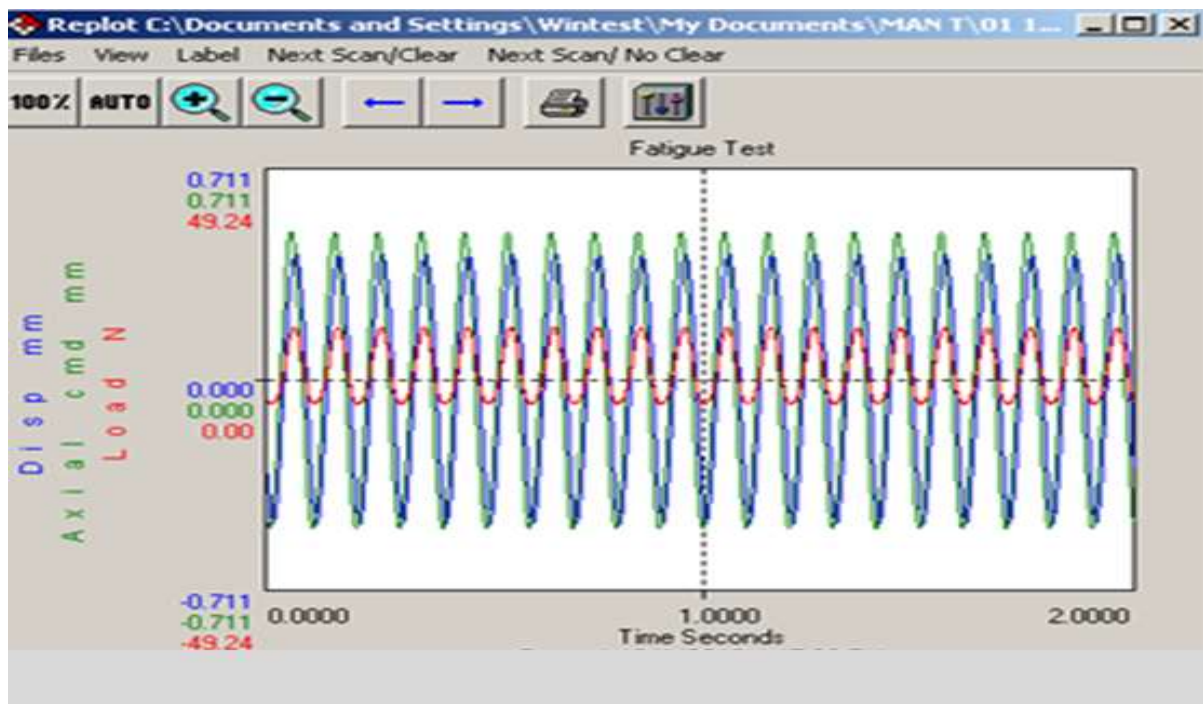 Replot C:\Documents and Settings\Wintest\My Documents\MAN T\01 1...
Files View Label Next Scan/Clear Next Scan/ No Clear
100% AUTO
Fatigue Test
0.711
0.711
49.24
Disp mm
Axial cmd mm
Load N
0.000
0.000
0.00
-0.711
-0.711
-49.24
0.0000 1.0000 2.0000
Time Seconds